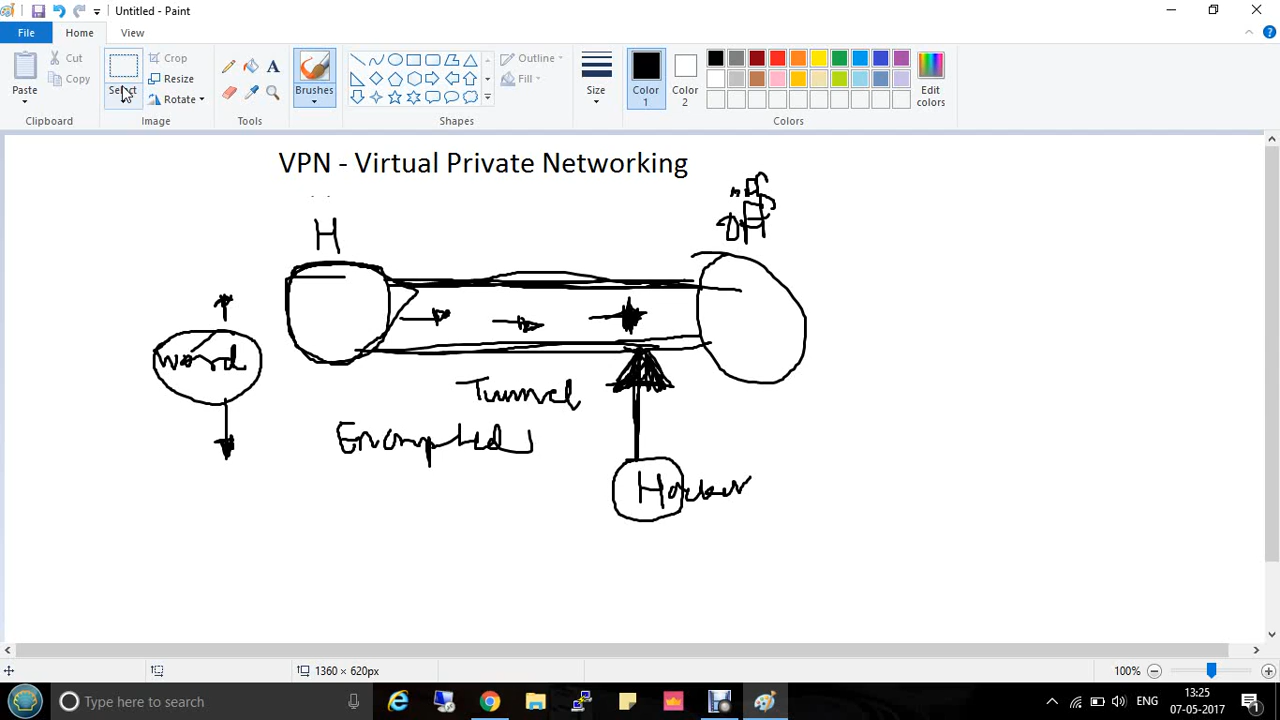 Untitled - Paint
File Home View
Paste Cut Copy Clipboard
Select Crop Resize Rotate Image
Tools
Brushes
Outline Fill Shapes
Size
Color 1 Color 2 Edit colors Colors
VPN - Virtual Private Networking
H
word
Tunnel
Encrypted
Hacker
1360 × 620px
100%
Type here to search
ENG
13:25
07-05-2017
1